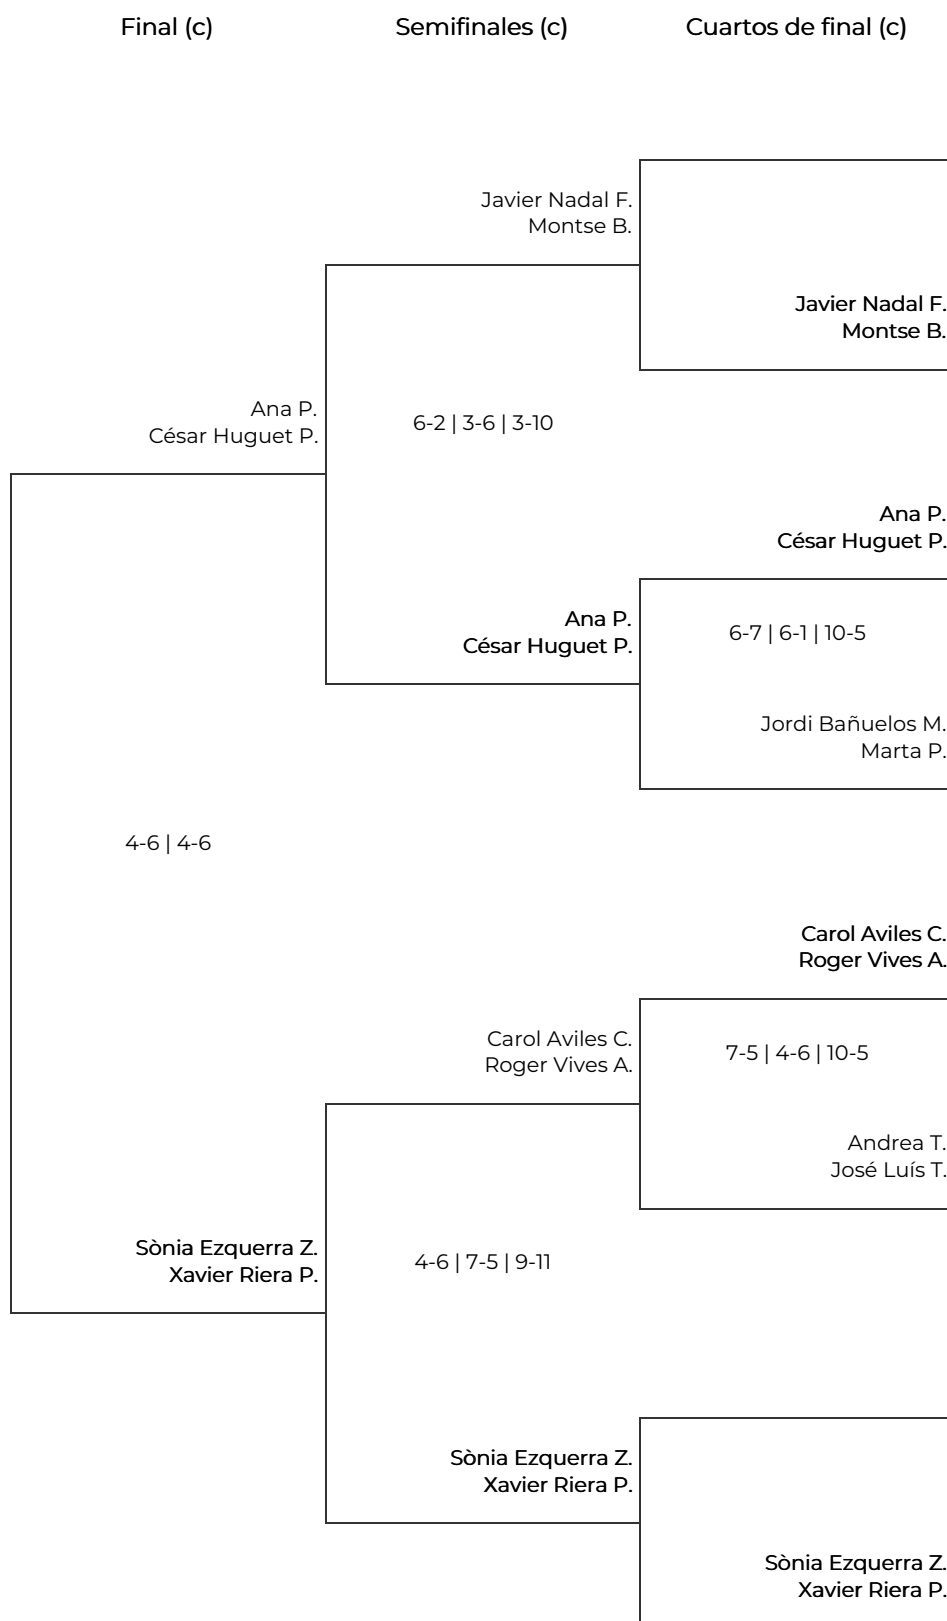 Final (c)
Semifinales (c)
Cuartos de final (c)
Javier Nadal F.
Montse B.
Javier Nadal F.
Montse B.
Ana P.
César Huguet P.
6-2 | 3-6 | 3-10
Ana P.
César Huguet P.
Ana P.
César Huguet P.
6-7 | 6-1 | 10-5
Jordi Bañuelos M.
Marta P.
4-6 | 4-6
Carol Aviles C.
Roger Vives A.
Carol Aviles C.
Roger Vives A.
7-5 | 4-6 | 10-5
Andrea T.
José Luís T.
Sònia Ezquerra Z.
Xavier Riera P.
4-6 | 7-5 | 9-11
Sònia Ezquerra Z.
Xavier Riera P.
Sònia Ezquerra Z.
Xavier Riera P.